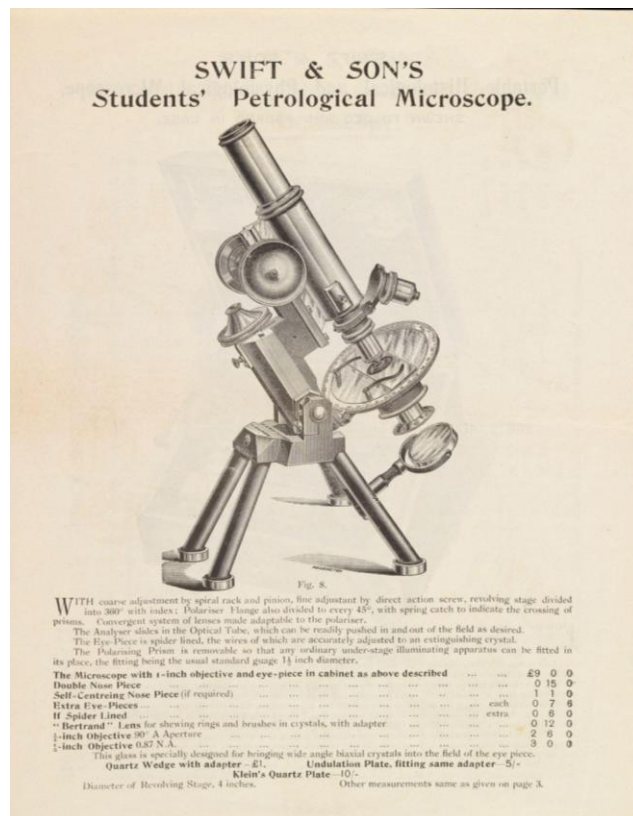 SWIFT & SON'S
Students' Petrological Microscope.
Fig. 8.
WITH coarse adjustment by spiral rack and pinion, fine adjustant by direct action screw, revolving stage divided
into 360° with index; Polariser Flange also divided to every 45°, with spring catch to indicate the crossing of
prisms. Convergent system of lenses made adaptable to the polariser.
The Analyser slides in the Optical Tube, which can be readily pushed in and out of the field as desired.
The Eye-Piece is spider lined, the wires of which are accurately adjusted to an extinguishing crystal.
The Polarising Prism is removable so that any ordinary under-stage illuminating apparatus can be fitted in
its place, the fitting being the usual standard guage 1½ inch diameter.
The Microscope with 1-inch objective and eye-piece in cabinet as above described ... ... £9 0 0
Double Nose Piece ... ... ... ... ... ... ... ... ... ... 0 15 0
Self-Centreing Nose Piece (if required) ... ... ... ... ... ... ... ... 1 1 0
Extra Eye-Pieces ... ... ... ... ... ... ... ... ... each 0 7 6
If Spider Lined ... ... ... ... ... ... ... ... ... extra 0 6 0
"Bertrand" Lens for shewing rings and brushes in crystals, with adapter ... ... ... ... 0 12 0
-inch Objective 90° A Aperture ... ... ... ... ... ... ... ... 2 6 0
-inch Objective 0.87 N.A. ... ... ... ... ... ... ... ... 3 0 0
This glass is specially designed for bringing wide angle biaxial crystals into the field of the eye piece.
Quartz Wedge with adapter—£1. Undulation Plate, fitting same adapter—5/-
Klein's Quartz Plate—10/-
Diameter of Revolving Stage, 4 inches. Other measurements same as given on page 3.